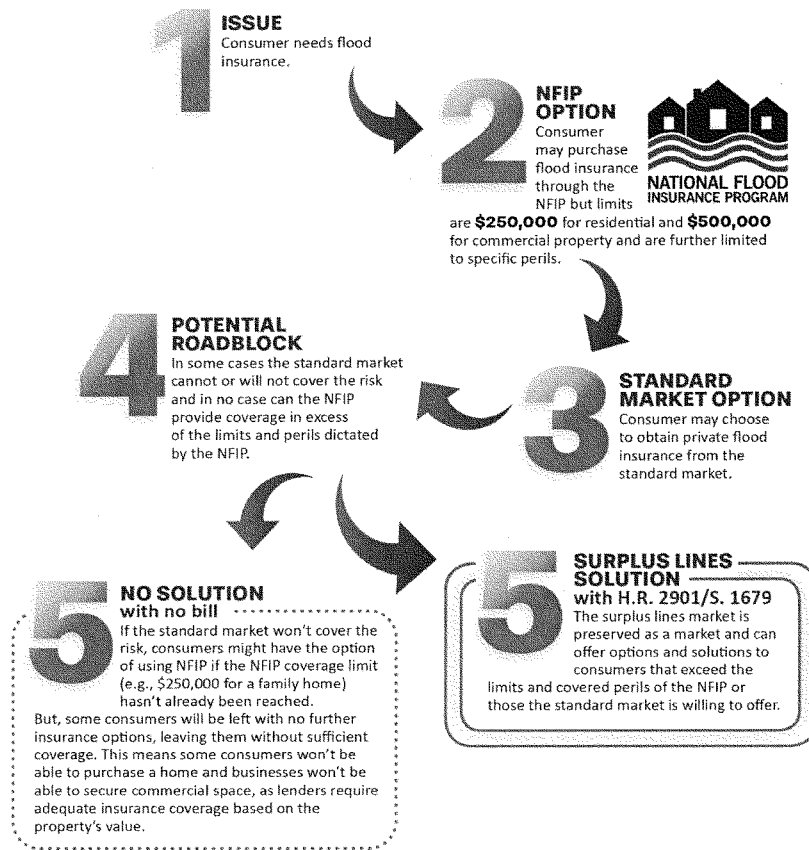 1
ISSUE
Consumer needs flood
insurance.
2
NFIP
OPTION
Consumer
may purchase
flood insurance
through the
NFIP but limits
are $250,000 for residential and $500,000
for commercial property and are further limited
to specific perils.
NATIONAL FLOOD
INSURANCE PROGRAM
3
STANDARD
MARKET OPTION
Consumer may choose
to obtain private flood
insurance from the
standard market.
4
POTENTIAL
ROADBLOCK
In some cases the standard market
cannot or will not cover the risk
and in no case can the NFIP
provide coverage in excess
of the limits and perils dictated
by the NFIP.
5
NO SOLUTION
with no bill
If the standard market won't cover the
risk, consumers might have the option
of using NFIP if the NFIP coverage limit
(e.g., $250,000 for a family home)
hasn't already been reached.
But, some consumers will be left with no further
insurance options, leaving them without sufficient
coverage. This means some consumers won't be
able to purchase a home and businesses won't be
able to secure commercial space, as lenders require
adequate insurance coverage based on the
property's value.
5
SURPLUS LINES
SOLUTION
with H.R. 2901/S. 1679
The surplus lines market is
preserved as a market and can
offer options and solutions to
consumers that exceed the
limits and covered perils of the NFIP or
those the standard market is willing to offer.